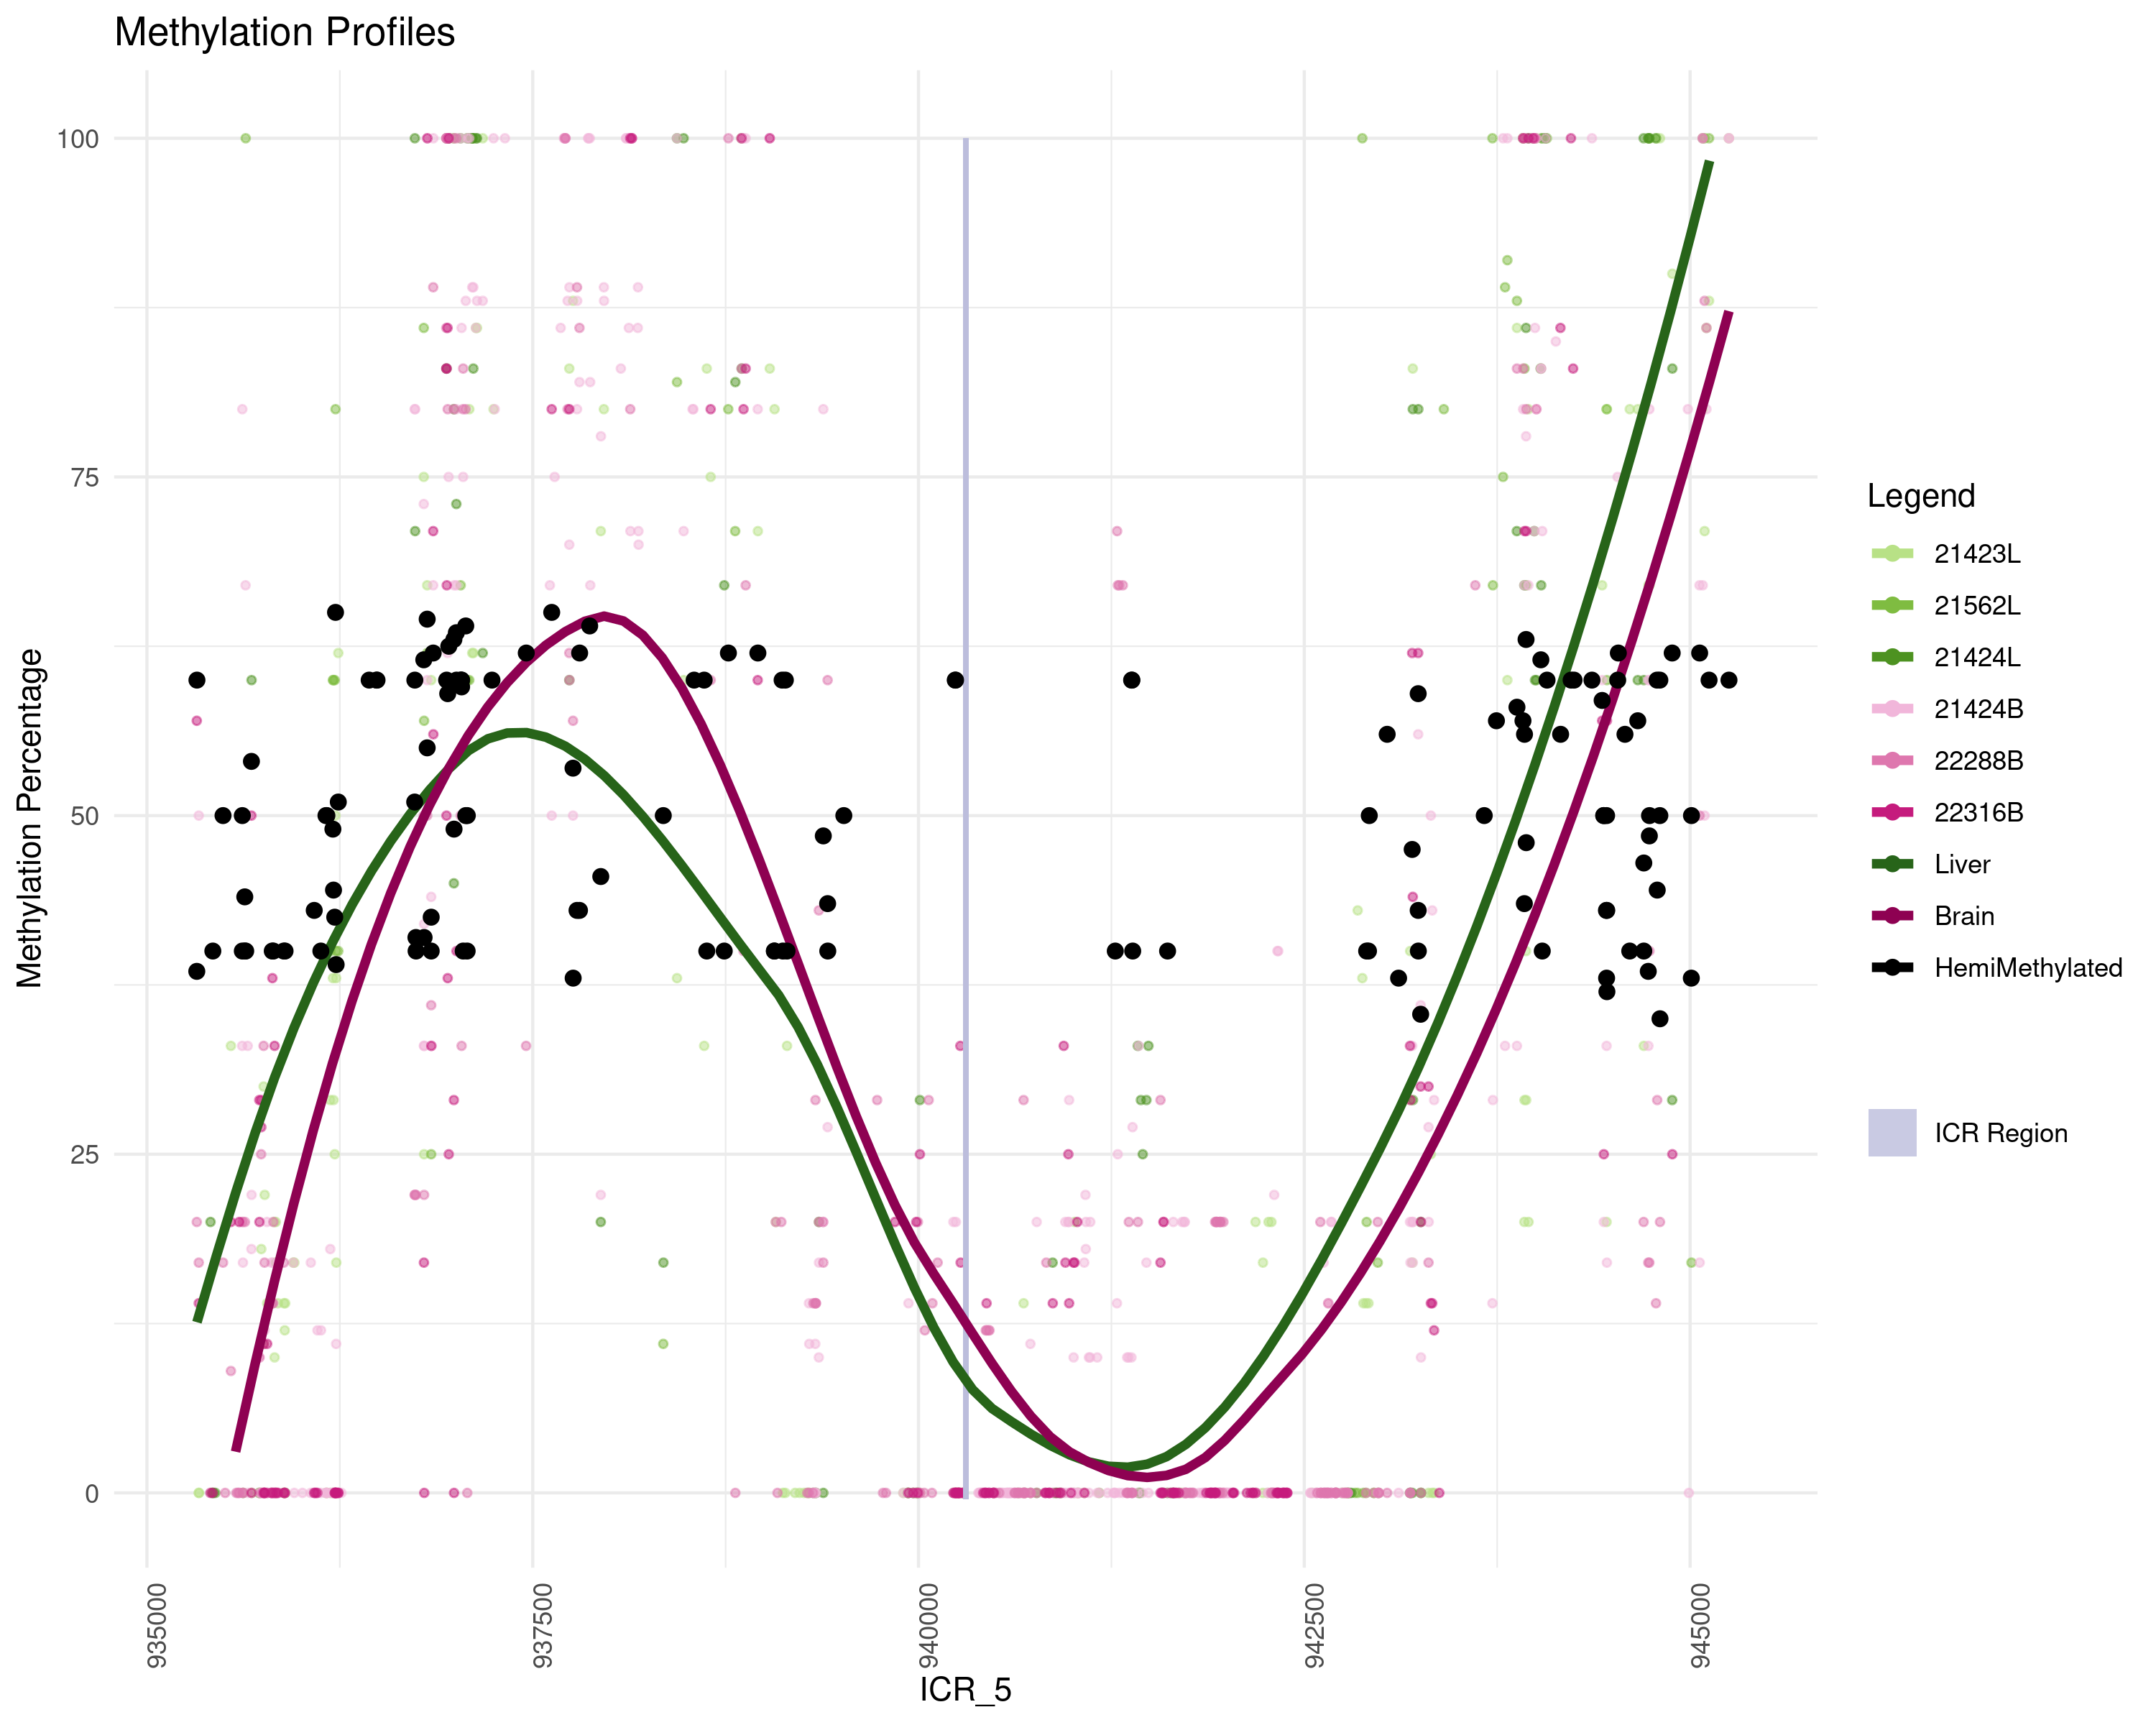 Methylation Profiles
Methylation Percentage
100
75
50
25
0
935000
937500
940000
942500
945000
ICR_5
Legend
21423L
21562L
21424L
21424B
22288B
22316B
Liver
Brain
HemiMethylated
ICR Region